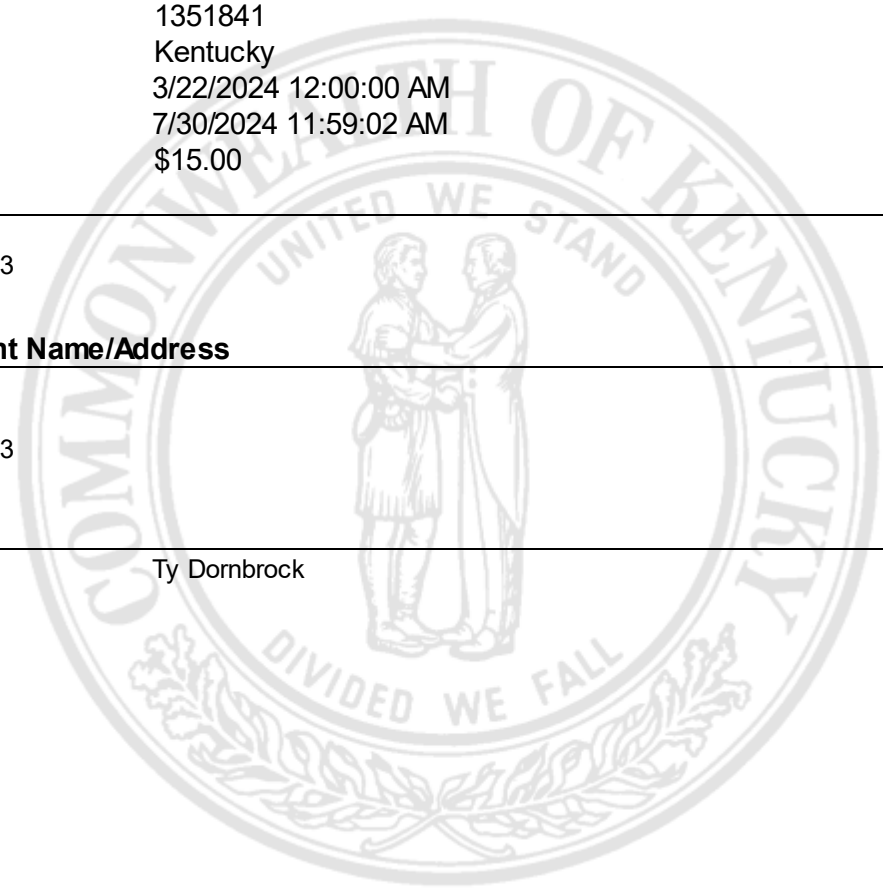 1351841
Kentucky
3/22/2024 12:00:00 AM
7/30/2024 11:59:02 AM
$15.00
3
nt Name/Address
3
Ty Dornbrock
COMMONWEALTH OF KENTUCKY
UNITED WE STAND
DIVIDED WE FALL